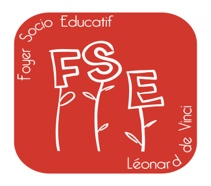 Foyer Socio Educatif
FSE
Léonard de Vinci